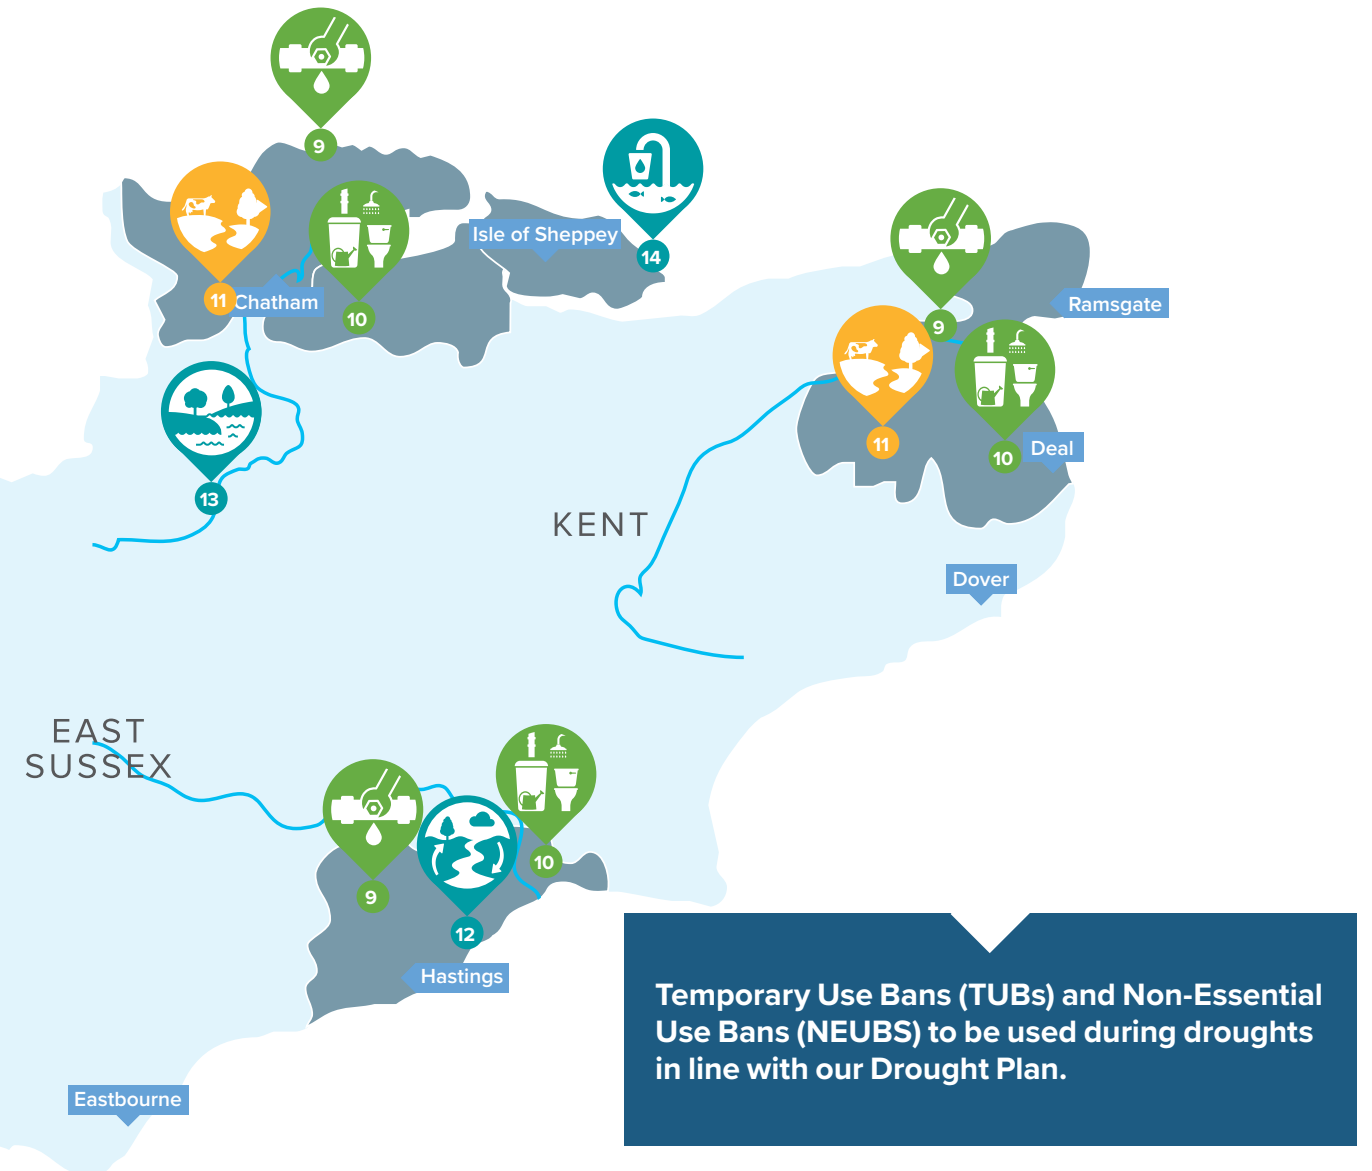 9
14
Isle of Sheppey
11
Chatham
10
Ramsgate
9
11
10
Deal
13
KENT
Dover
EAST
SUSSEX
9
10
12
Hastings
Eastbourne
Temporary Use Bans (TUBs) and Non-Essential
Use Bans (NEUBS) to be used during droughts
in line with our Drought Plan.